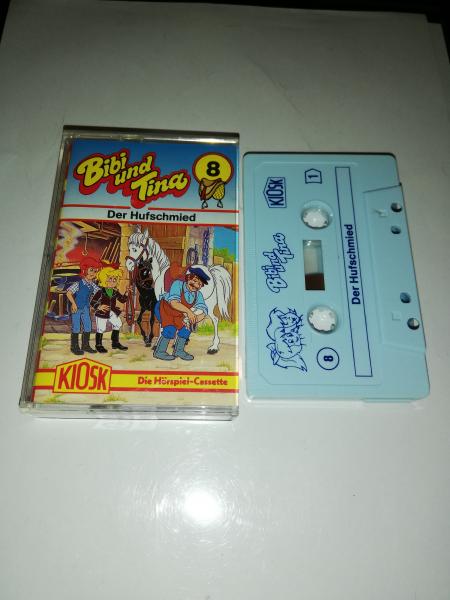 Bibi
und
Tina
8
Der Hufschmied
KIOSK
Die Hörspiel-Cassette
KIOSK
1
Bibi und
Tina
Der Hufschmied
8